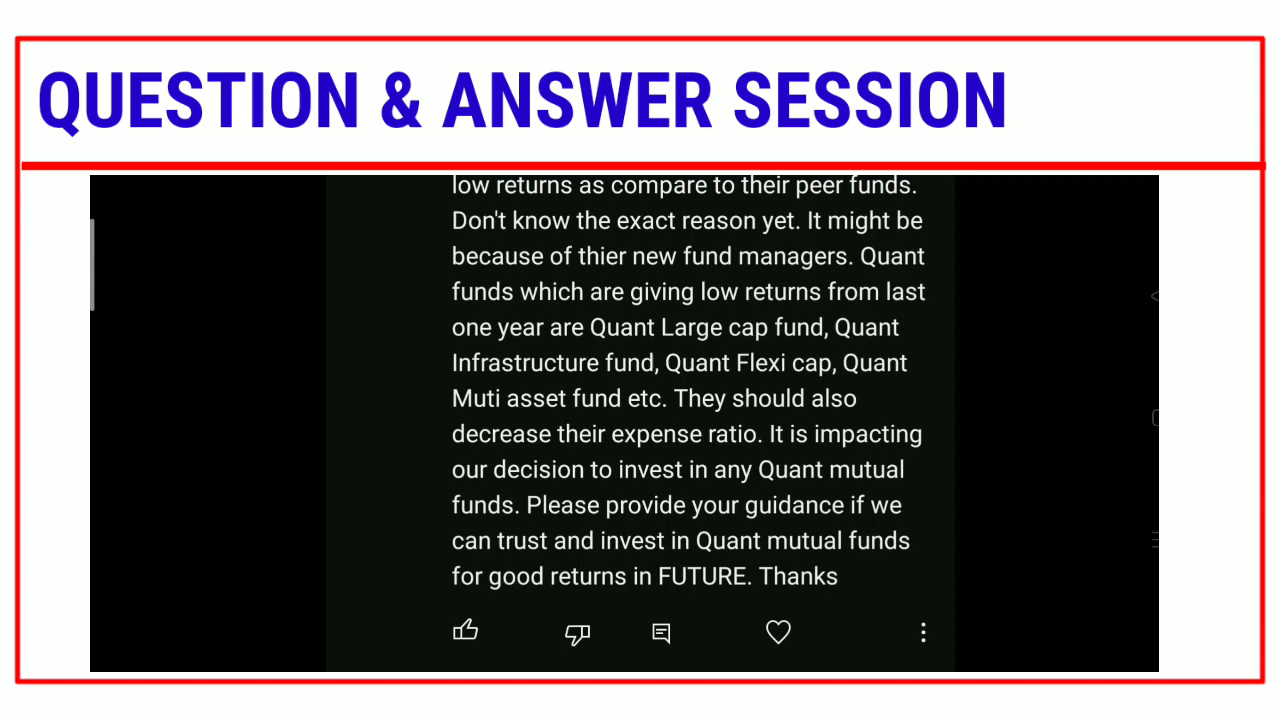 QUESTION & ANSWER SESSION
low returns as compare to their peer funds.
Don't know the exact reason yet. It might be
because of thier new fund managers. Quant
funds which are giving low returns from last
one year are Quant Large cap fund, Quant
Infrastructure fund, Quant Flexi cap, Quant
Muti asset fund etc. They should also
decrease their expense ratio. It is impacting
our decision to invest in any Quant mutual
funds. Please provide your guidance if we
can trust and invest in Quant mutual funds
for good returns in FUTURE. Thanks